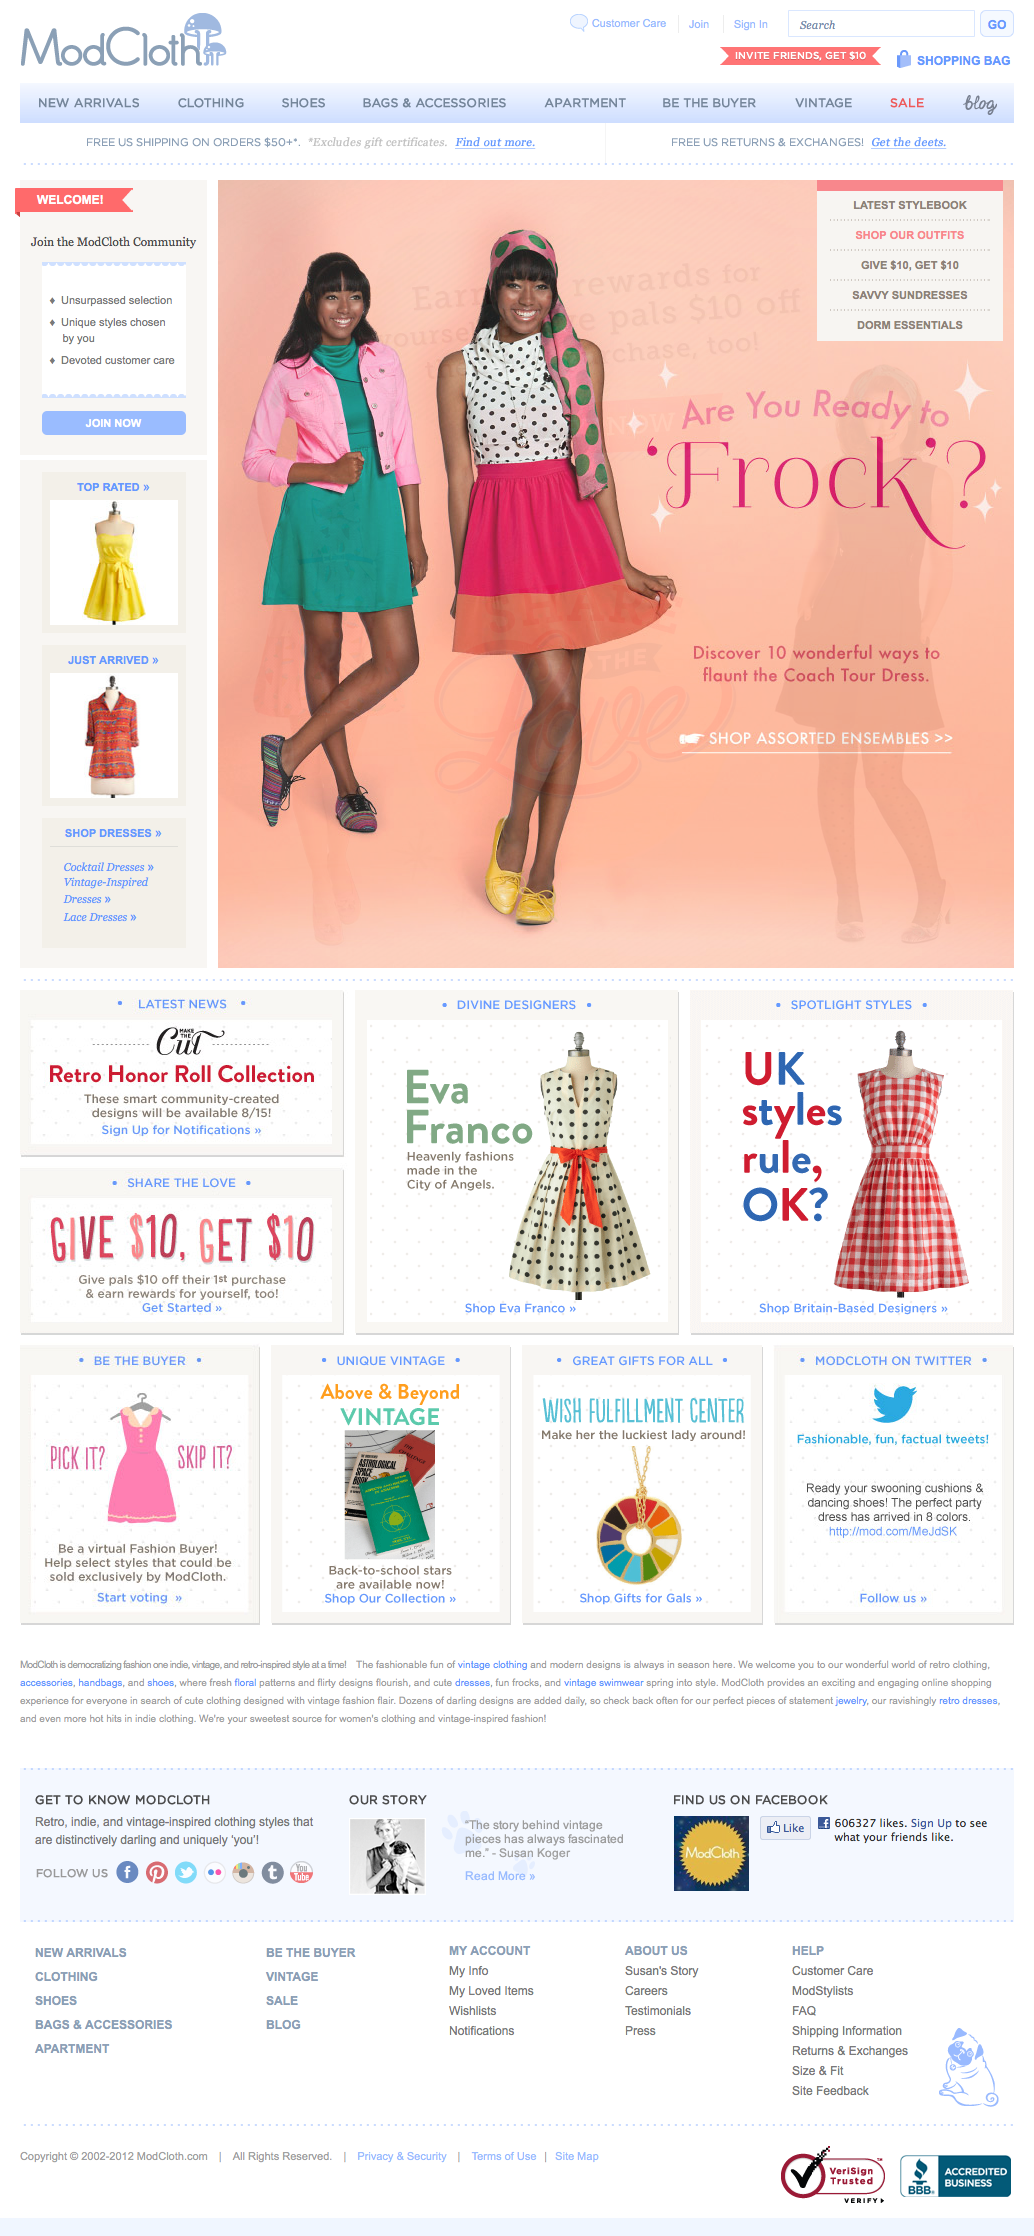 ModCloth
Customer Care
Join
Sign In
Search
GO
INVITE FRIENDS, GET $10
SHOPPING BAG
NEW ARRIVALS
CLOTHING
SHOES
BAGS & ACCESSORIES
APARTMENT
BE THE BUYER
VINTAGE
SALE
blog
FREE US SHIPPING ON ORDERS $50+*. *Excludes gift certificates. Find out more.
FREE US RETURNS & EXCHANGES! Get the deets.
WELCOME!
Join the ModCloth Community
♦ Unsurpassed selection
♦ Unique styles chosen
by you
♦ Devoted customer care
JOIN NOW
TOP RATED »
JUST ARRIVED »
SHOP DRESSES »
Cocktail Dresses »
Vintage-Inspired
Dresses »
Lace Dresses »
LATEST STYLEBOOK
SHOP OUR OUTFITS
GIVE $10, GET $10
SAVVY SUNDRESSES
DORM ESSENTIALS
Are You Ready to
'Frock'?
Discover 10 wonderful ways to
flaunt the Coach Tour Dress.
SHOP ASSORTED ENSEMBLES >>
• LATEST NEWS •
MAKE THE Cut
Retro Honor Roll Collection
These smart community-created
designs will be available 8/15!
Sign Up for Notifications »
• SHARE THE LOVE •
GIVE $10, GET $10
Give pals $10 off their 1st purchase
& earn rewards for yourself, too!
Get Started »
• DIVINE DESIGNERS •
Eva
Franco
Heavenly fashions
made in the
City of Angels.
Shop Eva Franco »
• SPOTLIGHT STYLES •
UK
styles
rule,
OK?
Shop Britain-Based Designers »
• BE THE BUYER •
PICK IT?
SKIP IT?
Be a virtual Fashion Buyer!
Help select styles that could be
sold exclusively by ModCloth.
Start voting »
• UNIQUE VINTAGE •
Above & Beyond
VINTAGE
Back-to-school stars
are available now!
Shop Our Collection »
• GREAT GIFTS FOR ALL •
WISH FULFILLMENT CENTER
Make her the luckiest lady around!
Shop Gifts for Gals »
• MODCLOTH ON TWITTER •
Fashionable, fun, factual tweets!
Ready your swooning cushions &
dancing shoes! The perfect party
dress has arrived in 8 colors.
http://mod.com/MeJdSK
Follow us »
ModCloth is democratizing fashion one indie, vintage, and retro-inspired style at a time! The fashionable fun of vintage clothing and modern designs is always in season here. We welcome you to our wonderful world of retro clothing,
accessories, handbags, and shoes, where fresh floral patterns and flirty designs flourish, and cute dresses, fun frocks, and vintage swimwear spring into style. ModCloth provides an exciting and engaging online shopping
experience for everyone in search of cute clothing designed with vintage fashion flair. Dozens of darling designs are added daily, so check back often for our perfect pieces of statement jewelry, our ravishingly retro dresses,
and even more hot hits in indie clothing. We're your sweetest source for women's clothing and vintage-inspired fashion!
GET TO KNOW MODCLOTH
Retro, indie, and vintage-inspired clothing styles that
are distinctively darling and uniquely 'you'!
FOLLOW US
You Tube
OUR STORY
"The story behind vintage
pieces has always fascinated
me." - Susan Koger
Read More »
FIND US ON FACEBOOK
ModCloth
Like
606327 likes. Sign Up to see
what your friends like.
NEW ARRIVALS
CLOTHING
SHOES
BAGS & ACCESSORIES
APARTMENT
BE THE BUYER
VINTAGE
SALE
BLOG
MY ACCOUNT
My Info
My Loved Items
Wishlists
Notifications
ABOUT US
Susan's Story
Careers
Testimonials
Press
HELP
Customer Care
ModStylists
FAQ
Shipping Information
Returns & Exchanges
Size & Fit
Site Feedback
Copyright © 2002-2012 ModCloth.com | All Rights Reserved. | Privacy & Security | Terms of Use | Site Map
VeriSign
Trusted
VERIFY
BBB.
ACCREDITED
BUSINESS